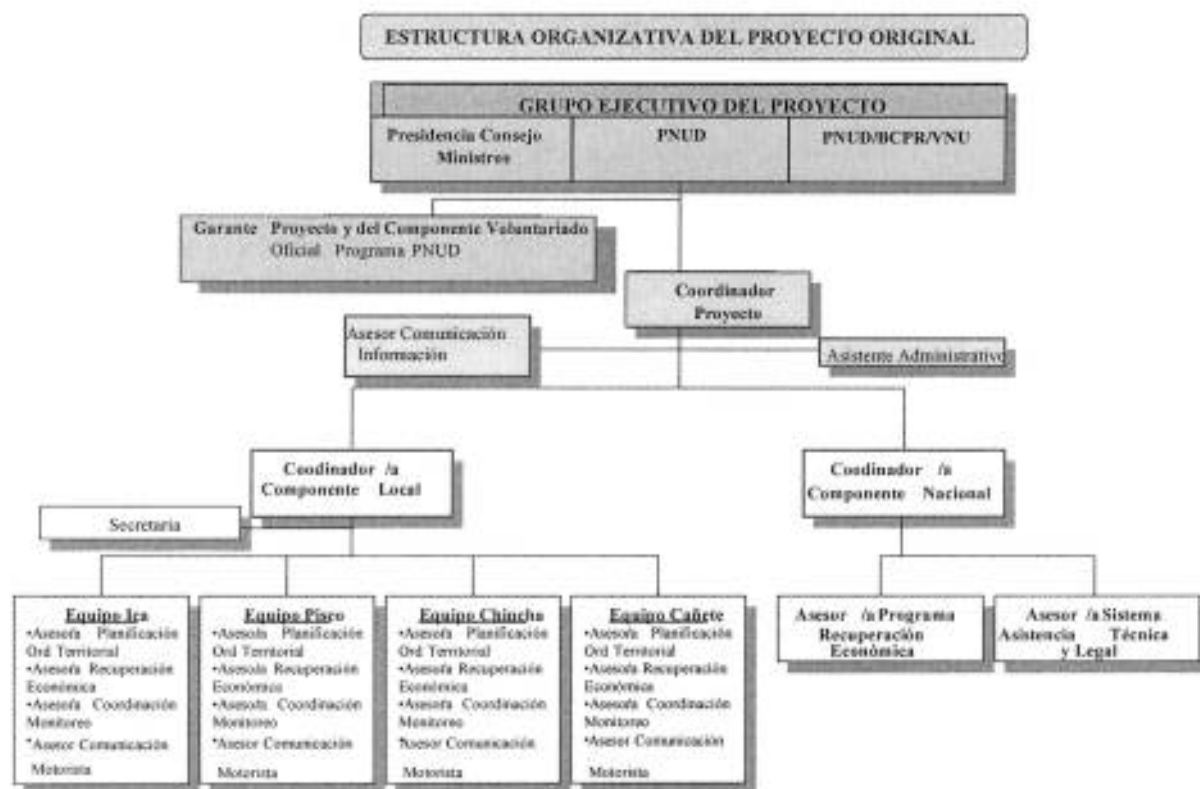 ESTRUCTURA ORGANIZATIVA DEL PROYECTO ORIGINAL
GRUPO EJECUTIVO DEL PROYECTO
Presidencia Consejo
Ministros
PNUD
PNUD/BCPR/VNU
Garante Proyecto y del Componente Voluntariado
Oficial Programa PNUD
Coordinador
Proyecto
Asesor Comunicación
Información
Asistente Administrativo
Coodinador /a
Componente Local
Coodinador /a
Componente Nacional
Secretaria
Equipo Ica
•Asesor/a Planificación
Ord Territorial
•Asesor/a Recuperación
Económica
•Asesor/a Coordinación
Monitoreo
•Asesor Comunicación
Motorista
Equipo Pisco
•Asesor/a Planificación
Ord Territorial
•Asesor/a Recuperación
Económica
•Asesor/a Coordinación
Monitoreo
•Asesor Comunicación
Motorista
Equipo Chincha
•Asesor/a Planificación
Ord Territorial
•Asesor/a Recuperación
Económica
•Asesor/a Coordinación
Monitoreo
•Asesor Comunicación
Motorista
Equipo Cañete
•Asesor/a Planificación
Ord Territorial
•Asesor/a Recuperación
Económica
•Asesor/a Coordinación
Monitoreo
•Asesor Comunicación
Motorista
Asesor /a Programa
Recuperación
Económica
Asesor /a Sistema
Asistencia Técnica
y Legal